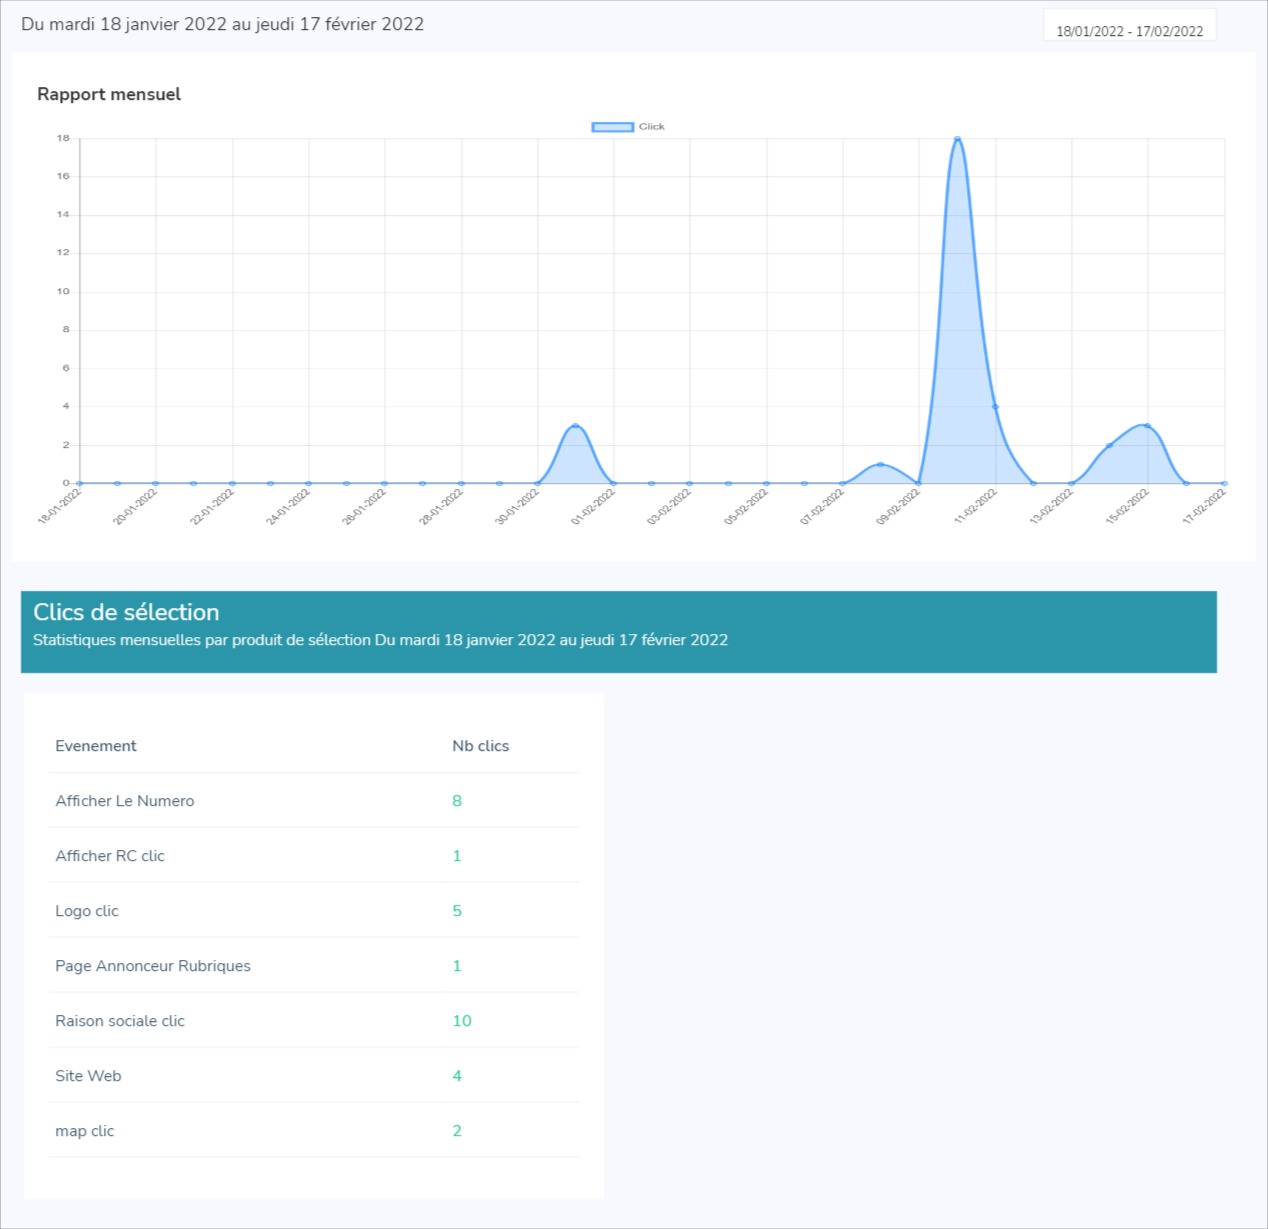 Du mardi 18 janvier 2022 au jeudi 17 février 2022
18/01/2022 - 17/02/2022
Rapport mensuel
Click
18
16
14
12
10
8
6
4
2
0
18-01-2022 20-01-2022 22-01-2022 24-01-2022 26-01-2022 28-01-2022 30-01-2022 01-02-2022 03-02-2022 05-02-2022 07-02-2022 09-02-2022 11-02-2022 13-02-2022 15-02-2022 17-02-2022
Clics de sélection
Statistiques mensuelles par produit de sélection Du mardi 18 janvier 2022 au jeudi 17 février 2022
Evenement Nb clics
Afficher Le Numero 8
Afficher RC clic 1
Logo clic 5
Page Annonceur Rubriques 1
Raison sociale clic 10
Site Web 4
map clic 2